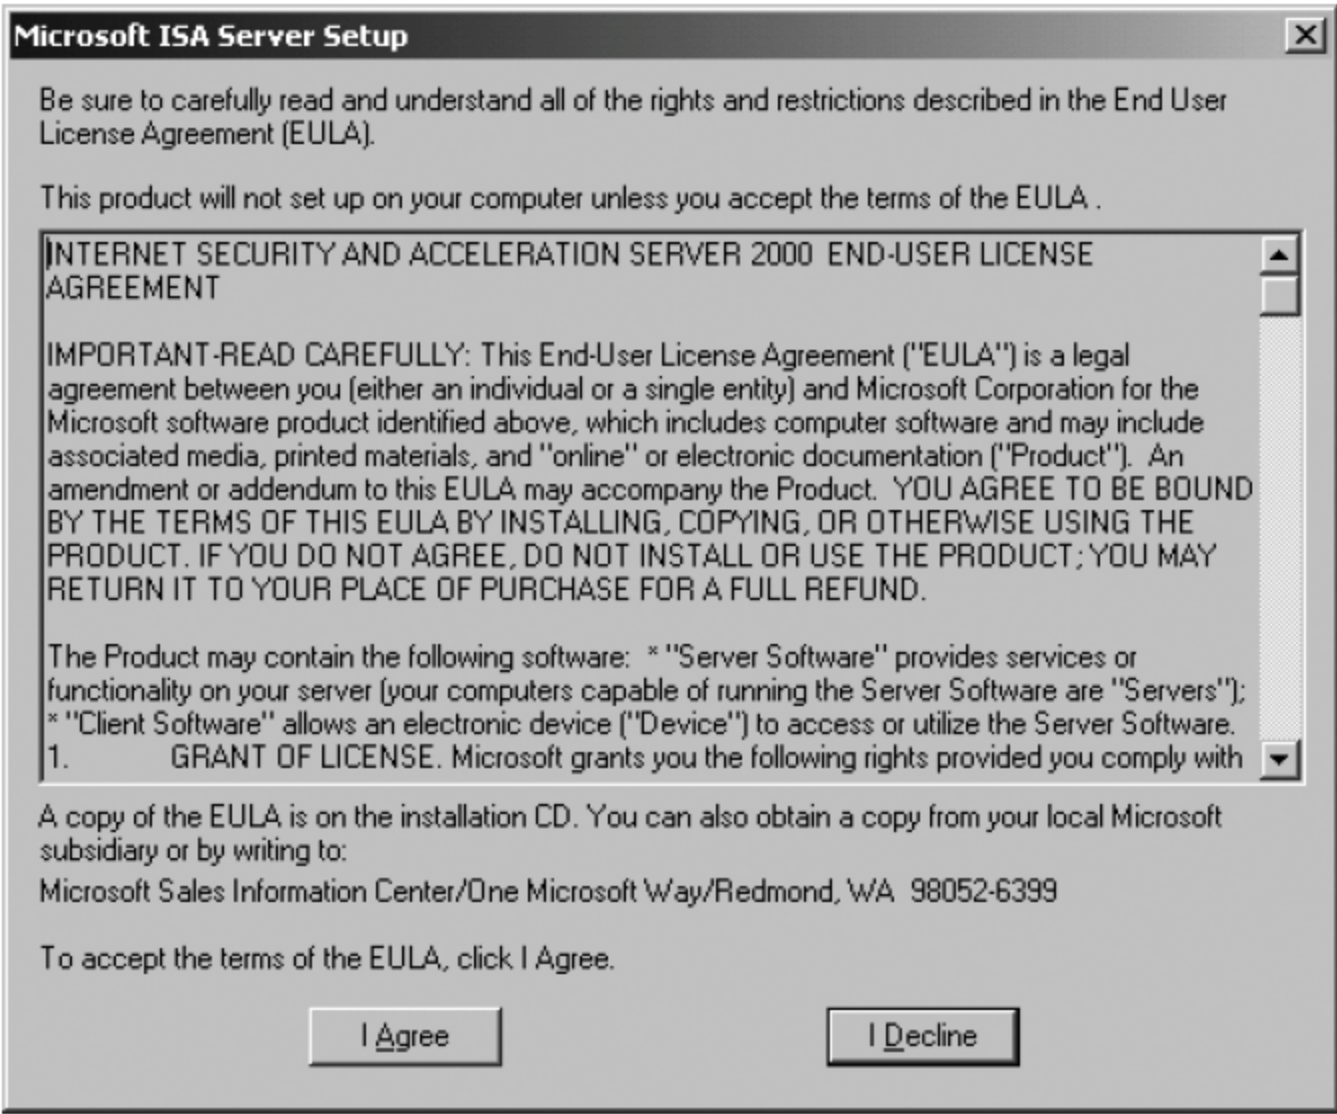 Microsoft ISA Server Setup
Be sure to carefully read and understand all of the rights and restrictions described in the End User
License Agreement (EULA).
This product will not set up on your computer unless you accept the terms of the EULA .
INTERNET SECURITY AND ACCELERATION SERVER 2000  END-USER LICENSE
AGREEMENT
IMPORTANT-READ CAREFULLY: This End-User License Agreement ("EULA") is a legal
agreement between you (either an individual or a single entity) and Microsoft Corporation for the
Microsoft software product identified above, which includes computer software and may include
associated media, printed materials, and "online" or electronic documentation ("Product").  An
amendment or addendum to this EULA may accompany the Product.  YOU AGREE TO BE BOUND
BY THE TERMS OF THIS EULA BY INSTALLING, COPYING, OR OTHERWISE USING THE
PRODUCT. IF YOU DO NOT AGREE, DO NOT INSTALL OR USE THE PRODUCT; YOU MAY
RETURN IT TO YOUR PLACE OF PURCHASE FOR A FULL REFUND.
The Product may contain the following software:  * "Server Software" provides services or
functionality on your server (your computers capable of running the Server Software are "Servers");
* "Client Software" allows an electronic device ("Device") to access or utilize the Server Software.
1.	GRANT OF LICENSE. Microsoft grants you the following rights provided you comply with
A copy of the EULA is on the installation CD. You can also obtain a copy from your local Microsoft
subsidiary or by writing to:
Microsoft Sales Information Center/One Microsoft Way/Redmond, WA  98052-6399
To accept the terms of the EULA, click I Agree.
I Agree
I Decline